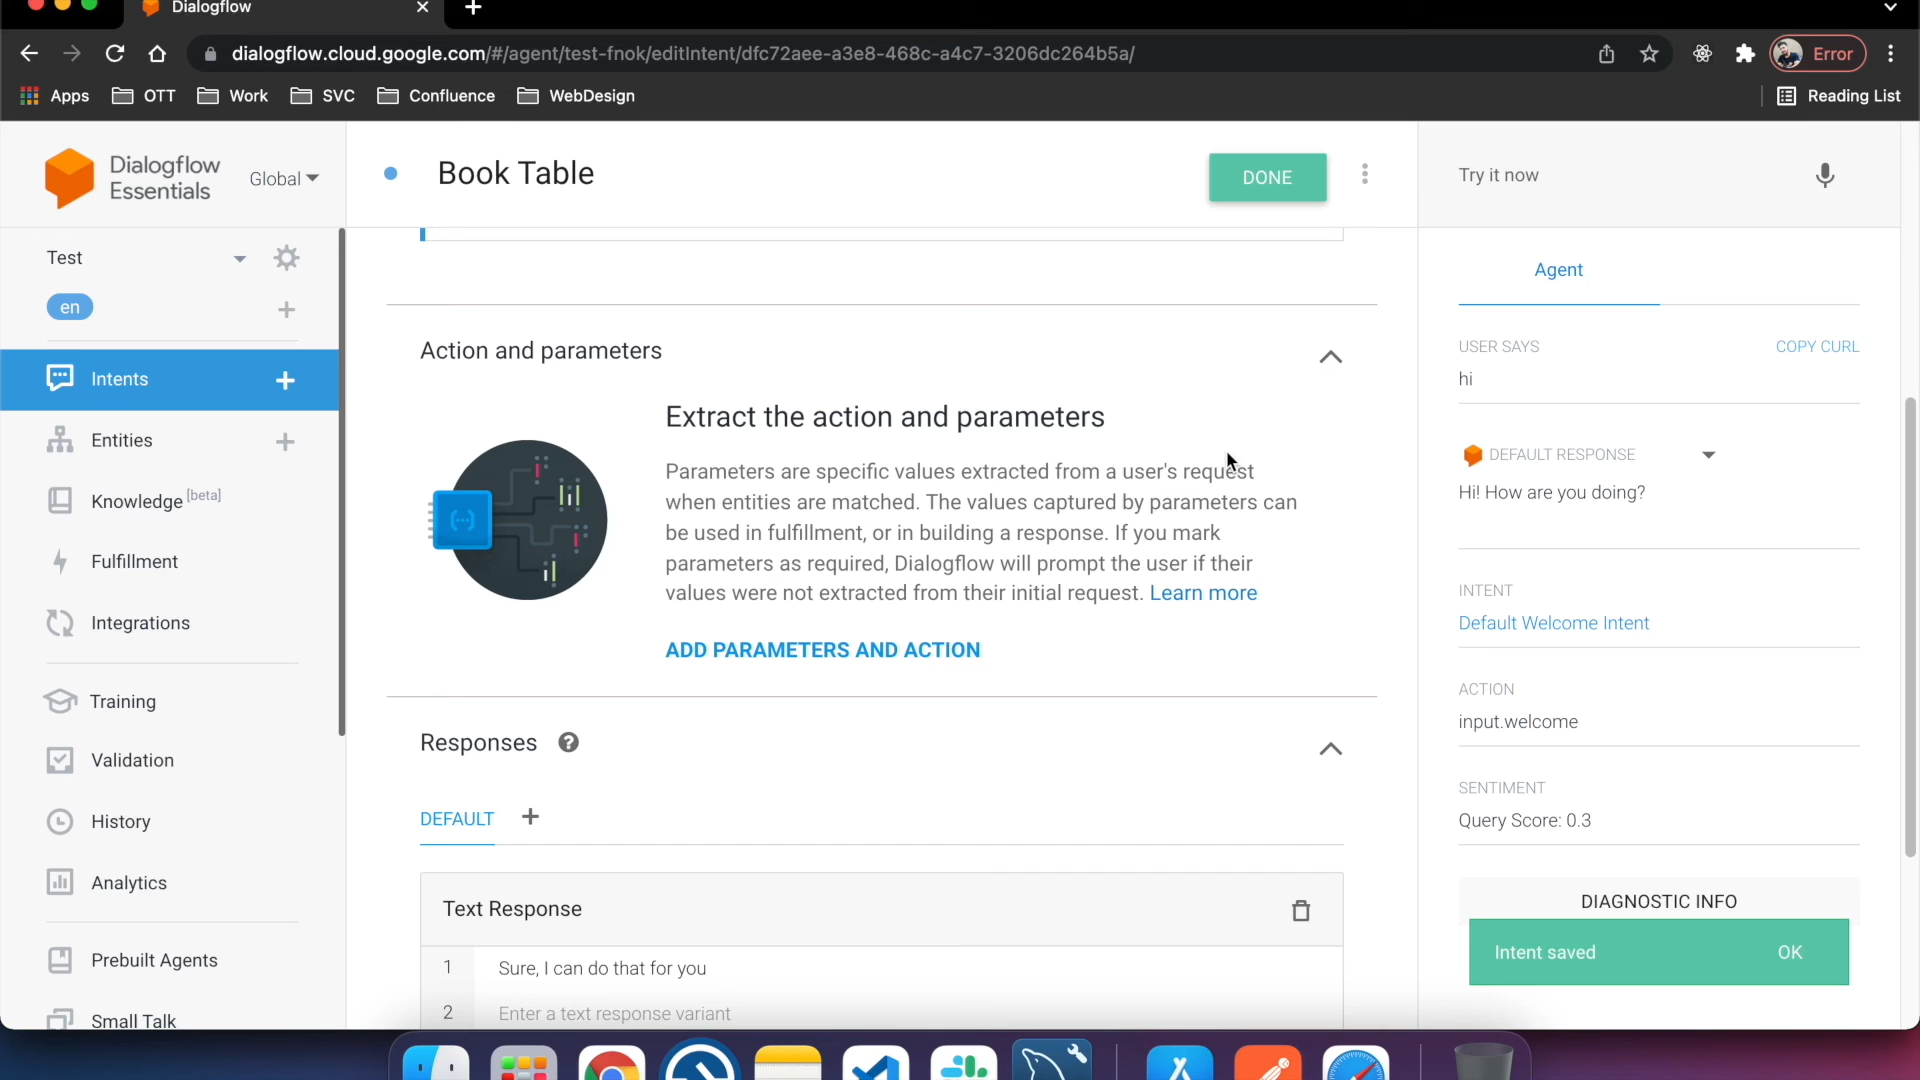 Dialogflow
dialogflow.cloud.google.com/#/agent/test-fnok/editIntent/dfc72aee-a3e8-468c-a4c7-3206dc264b5a/
Error
Apps
OTT
Work
SVC
Confluence
WebDesign
Reading List
Dialogflow
Essentials
Global
Book Table
DONE
Try it now
Test
en
Intents
Entities
Knowledge [beta]
Fulfillment
Integrations
Training
Validation
History
Analytics
Prebuilt Agents
Small Talk
Action and parameters
Extract the action and parameters
Parameters are specific values extracted from a user's request
when entities are matched. The values captured by parameters can
be used in fulfillment, or in building a response. If you mark
parameters as required, Dialogflow will prompt the user if their
values were not extracted from their initial request. Learn more
ADD PARAMETERS AND ACTION
Responses
DEFAULT
Text Response
1 Sure, I can do that for you
2 Enter a text response variant
Agent
USER SAYS
COPY CURL
hi
DEFAULT RESPONSE
Hi! How are you doing?
INTENT
Default Welcome Intent
ACTION
input.welcome
SENTIMENT
Query Score: 0.3
DIAGNOSTIC INFO
Intent saved
OK